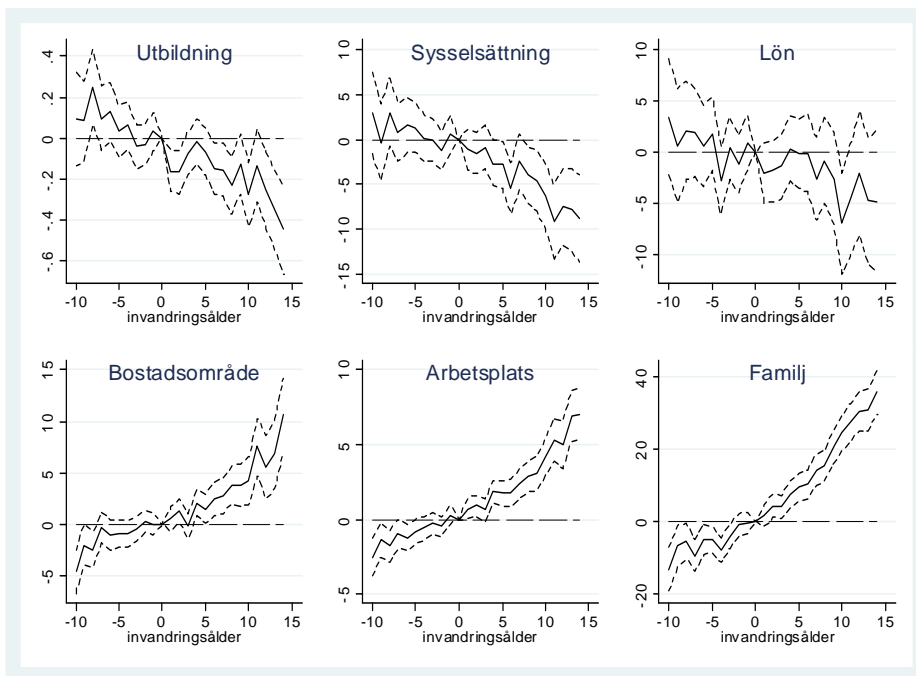 Utbildning
.4
.2
0
-.2
-.4
-.6
-10 -5 0 5 10 15
invandringsålder
Sysselsättning
10
5
0
-5
-10
-15
-10 -5 0 5 10 15
invandringsålder
Lön
10
5
0
-5
-10
-10 -5 0 5 10 15
invandringsålder
Bostadsområde
15
10
5
0
-5
-10 -5 0 5 10 15
invandringsålder
Arbetsplats
10
5
0
-5
-10 -5 0 5 10 15
invandringsålder
Familj
40
20
0
-20
-10 -5 0 5 10 15
invandringsålder